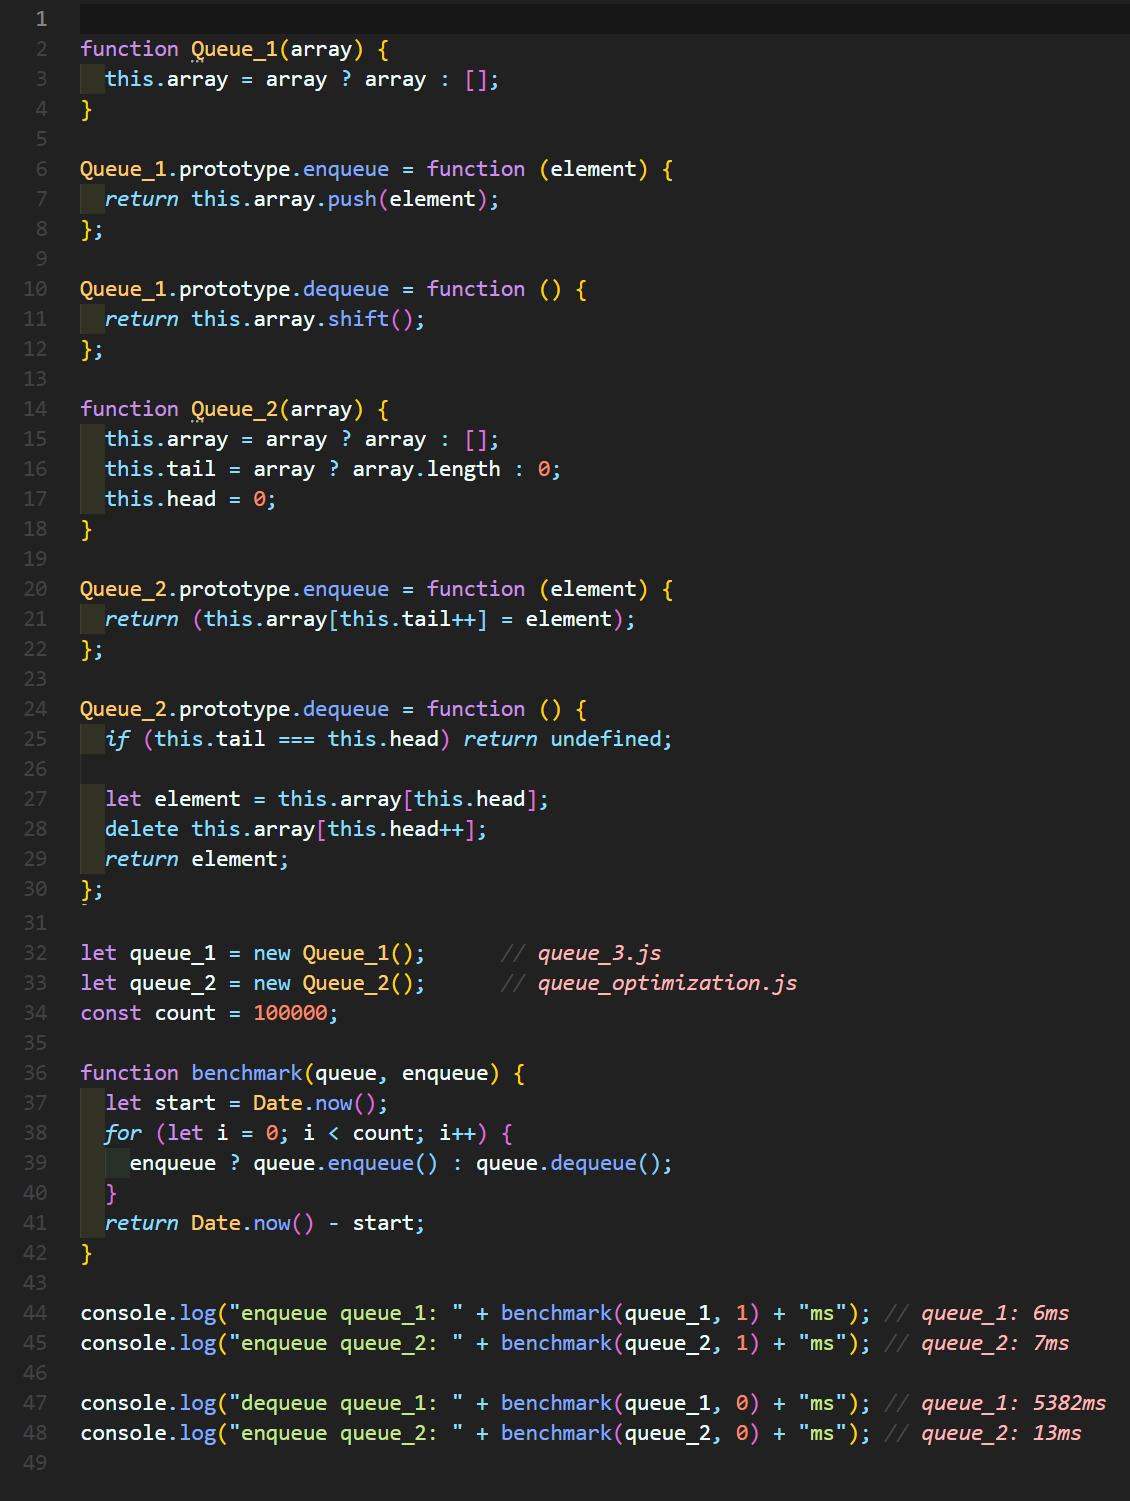 1
2 function Queue_1(array) {
3   this.array = array ? array : [];
4 }
5
6 Queue_1.prototype.enqueue = function (element) {
7   return this.array.push(element);
8 };
9
10 Queue_1.prototype.dequeue = function () {
11   return this.array.shift();
12 };
13
14 function Queue_2(array) {
15   this.array = array ? array : [];
16   this.tail = array ? array.length : 0;
17   this.head = 0;
18 }
19
20 Queue_2.prototype.enqueue = function (element) {
21   return (this.array[this.tail++] = element);
22 };
23
24 Queue_2.prototype.dequeue = function () {
25   if (this.tail === this.head) return undefined;
26
27   let element = this.array[this.head];
28   delete this.array[this.head++];
29   return element;
30 };
31
32 let queue_1 = new Queue_1();      // queue_3.js
33 let queue_2 = new Queue_2();      // queue_optimization.js
34 const count = 100000;
35
36 function benchmark(queue, enqueue) {
37   let start = Date.now();
38   for (let i = 0; i < count; i++) {
39     enqueue ? queue.enqueue() : queue.dequeue();
40   }
41   return Date.now() - start;
42 }
43
44 console.log("enqueue queue_1: " + benchmark(queue_1, 1) + "ms"); // queue_1: 6ms
45 console.log("enqueue queue_2: " + benchmark(queue_2, 1) + "ms"); // queue_2: 7ms
46
47 console.log("dequeue queue_1: " + benchmark(queue_1, 0) + "ms"); // queue_1: 5382ms
48 console.log("enqueue queue_2: " + benchmark(queue_2, 0) + "ms"); // queue_2: 13ms
49